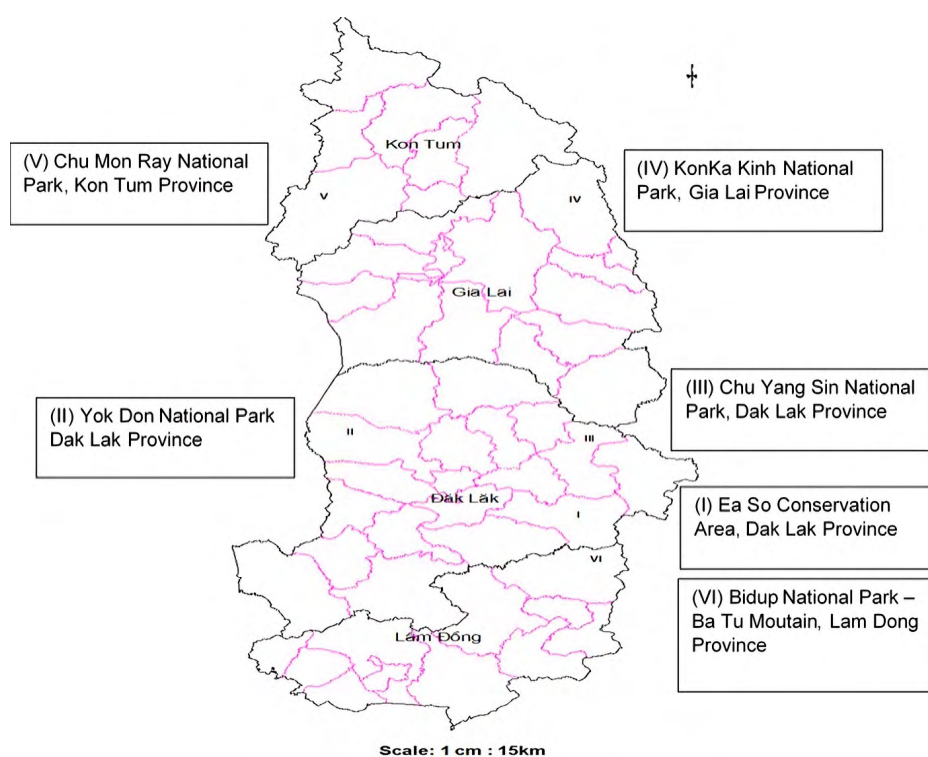 Kon Tum
(V) Chu Mon Ray National
Park, Kon Tum Province
(IV) KonKa Kinh National
Park, Gia Lai Province
V
IV
Gia Lai
(III) Chu Yang Sin National
Park, Dak Lak Province
(II) Yok Don National Park
Dak Lak Province
II
III
Đăk Lăk
I
(I) Ea So Conservation
Area, Dak Lak Province
VI
(VI) Bidup National Park –
Ba Tu Moutain, Lam Dong
Province
Lâm Đồng
Scale: 1 cm : 15km